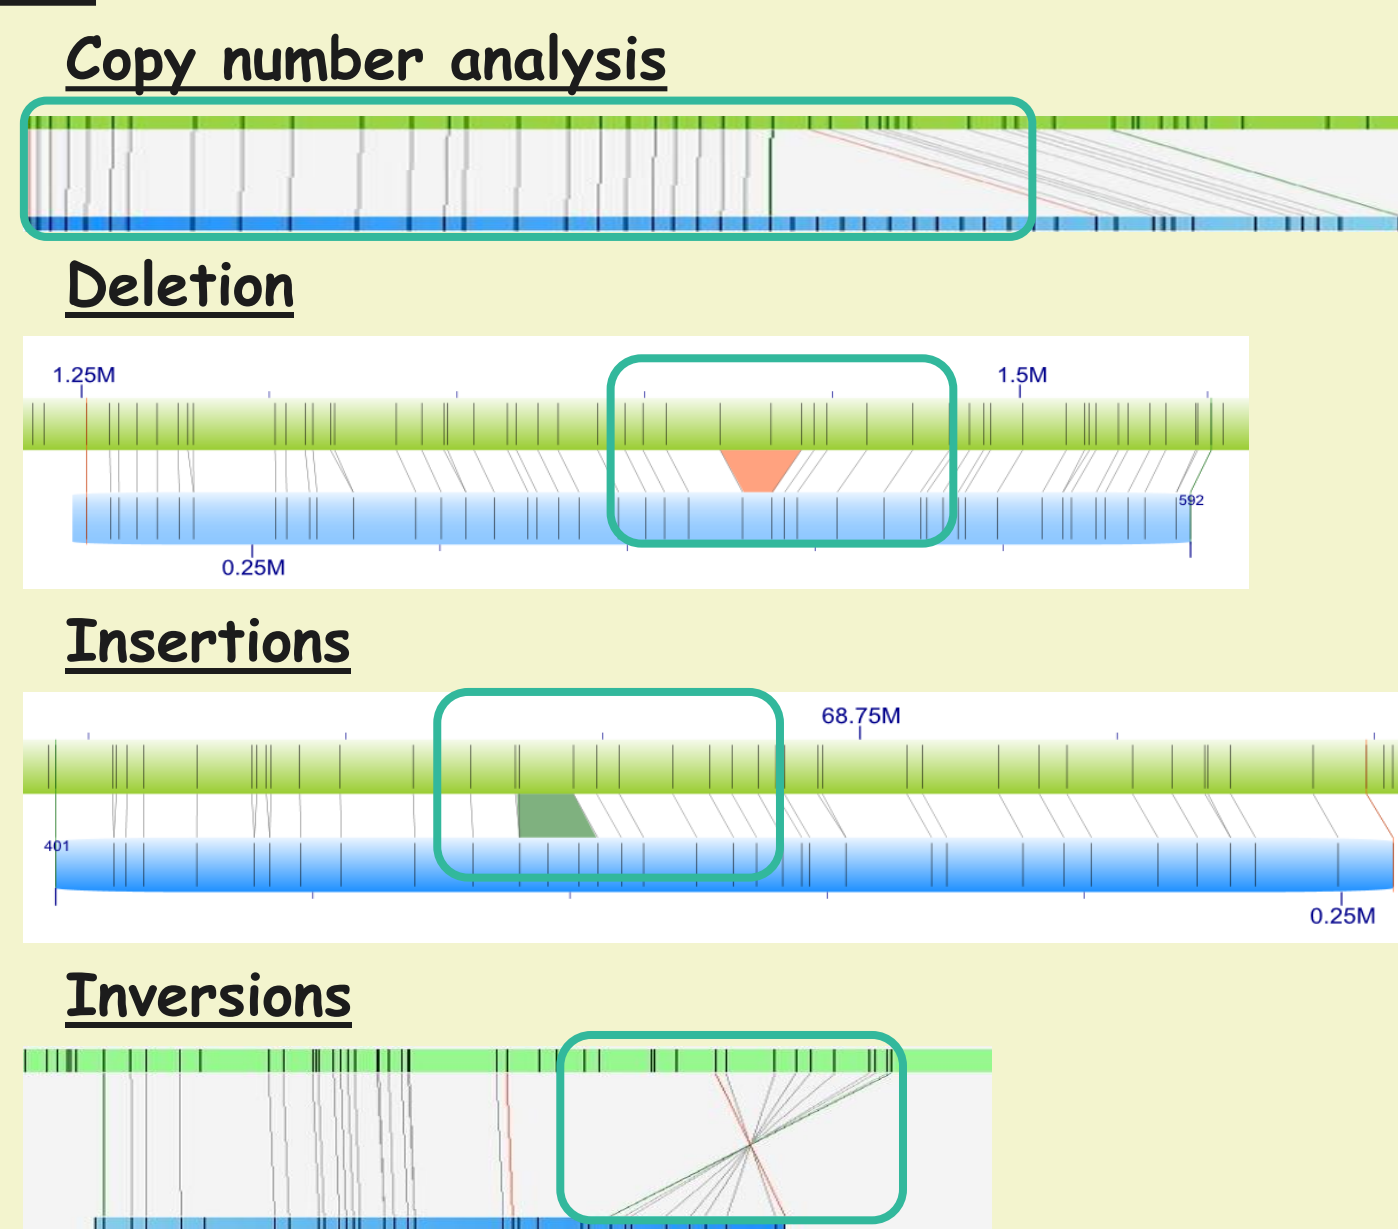 Copy number analysis
Deletion
1.25M
1.5M
592
0.25M
Insertions
68.75M
401
0.25M
Inversions